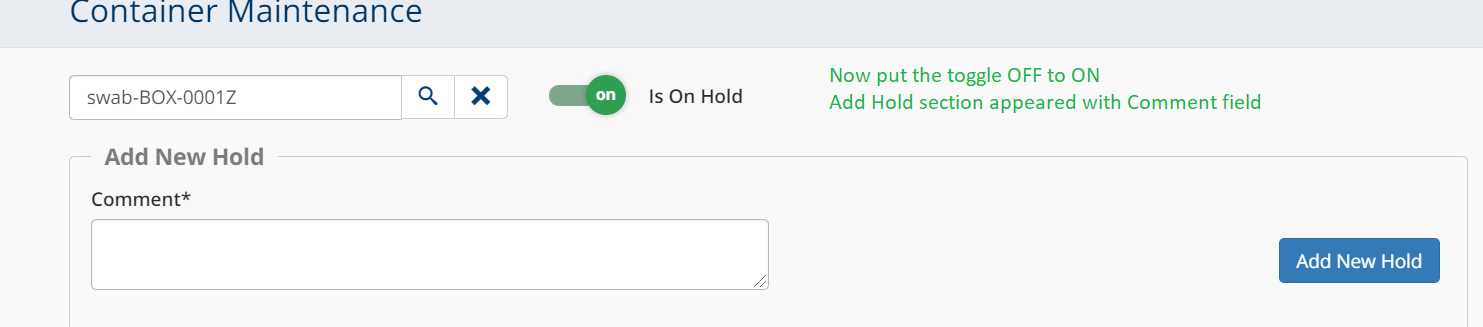 Container Maintenance
swab-BOX-0001Z
on
Is On Hold
Now put the toggle OFF to ON
Add Hold section appeared with Comment field
Add New Hold
Comment*
Add New Hold